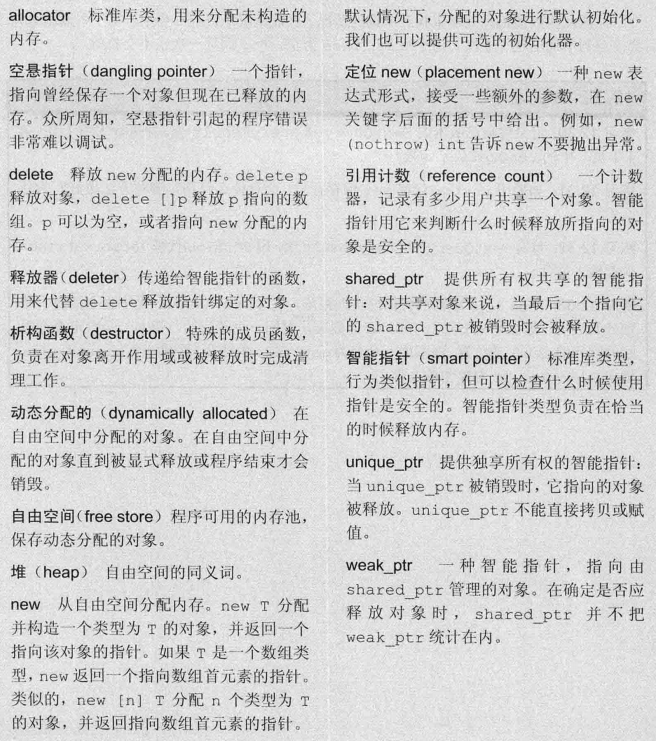 allocator 标准库类，用来分配未构造的
内存。
空悬指针（dangling pointer） 一个指针，
指向曾经保存一个对象但现在已释放的内
存。众所周知，空悬指针引起的程序错误
非常难以调试。
delete 释放 new 分配的内存。delete p
释放对象，delete []p 释放 p 指向的数
组。p 可以为空，或者指向 new 分配的内
存。
释放器（deleter）传递给智能指针的函数，
用来代替 delete 释放指针绑定的对象。
析构函数（destructor） 特殊的成员函数，
负责在对象离开作用域或被释放时完成清
理工作。
动态分配的（dynamically allocated） 在
自由空间中分配的对象。在自由空间中分
配的对象直到被显式释放或程序结束才会
销毁。
自由空间（free store）程序可用的内存池，
保存动态分配的对象。
堆（heap） 自由空间的同义词。
new 从自由空间分配内存。new T 分配
并构造一个类型为 T 的对象，并返回一个
指向该对象的指针。如果 T 是一个数组类
型，new 返回一个指向数组首元素的指针。
类似的，new [n] T 分配 n 个类型为 T
的对象，并返回指向数组首元素的指针。
默认情况下，分配的对象进行默认初始化。
我们也可以提供可选的初始化器。
定位 new（placement new） 一种 new 表
达式形式，接受一些额外的参数，在 new
关键字后面的括号中给出。例如，new
(nothrow) int 告诉 new 不要抛出异常。
引用计数（reference count） 一个计数
器，记录有多少用户共享一个对象。智能
指针用它来判断什么时候释放所指向的对
象是安全的。
shared_ptr 提供所有权共享的智能指
针：对共享对象来说，当最后一个指向它
的 shared_ptr 被销毁时会被释放。
智能指针（smart pointer） 标准库类型，
行为类似指针，但可以检查什么时候使用
指针是安全的。智能指针类型负责在恰当
的时候释放内存。
unique_ptr 提供独享所有权的智能指针：
当 unique_ptr 被销毁时，它指向的对象
被释放。unique_ptr 不能直接拷贝或赋
值。
weak_ptr 一种智能指针，指向由
shared_ptr 管理的对象。在确定是否应
释放对象时，shared_ptr 并不把
weak_ptr 统计在内。